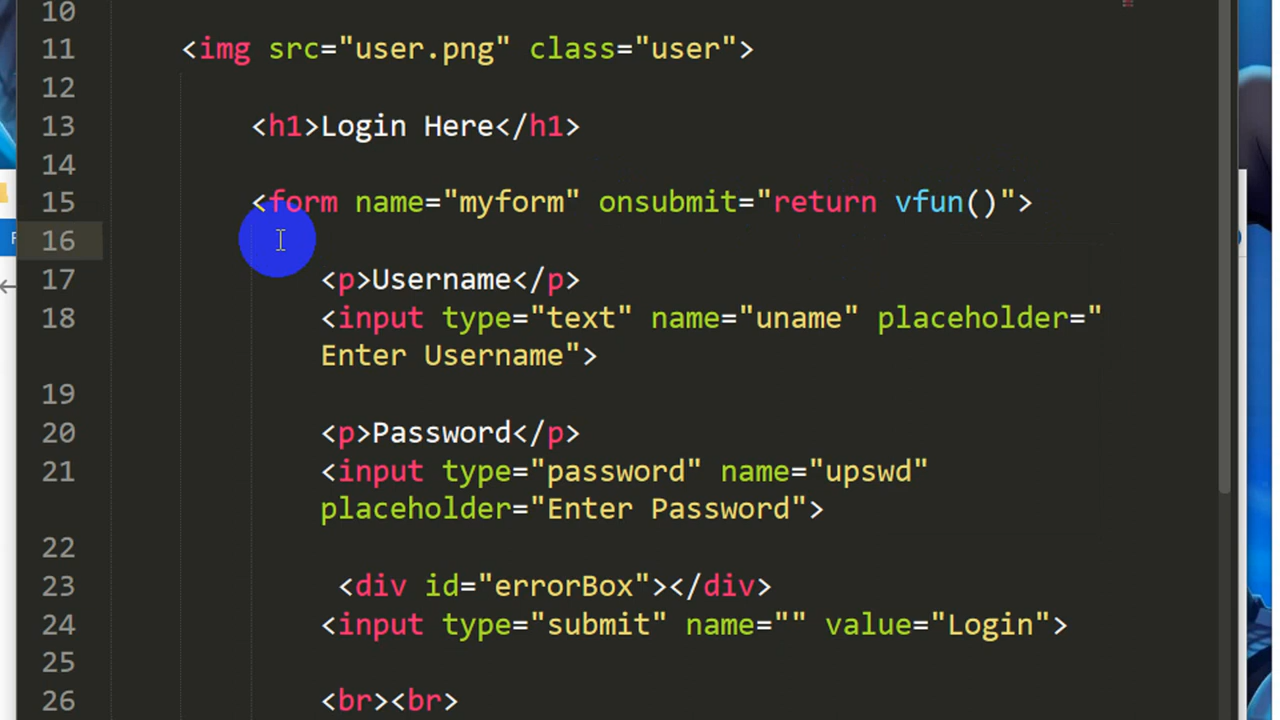 10
11 <img src="user.png" class="user">
12
13 <h1>Login Here</h1>
14
15 <form name="myform" onsubmit="return vfun()">
16
17 <p>Username</p>
18 <input type="text" name="uname" placeholder="
Enter Username">
19
20 <p>Password</p>
21 <input type="password" name="upswd"
placeholder="Enter Password">
22
23 <div id="errorBox"></div>
24 <input type="submit" name="" value="Login">
25
26 <br><br>